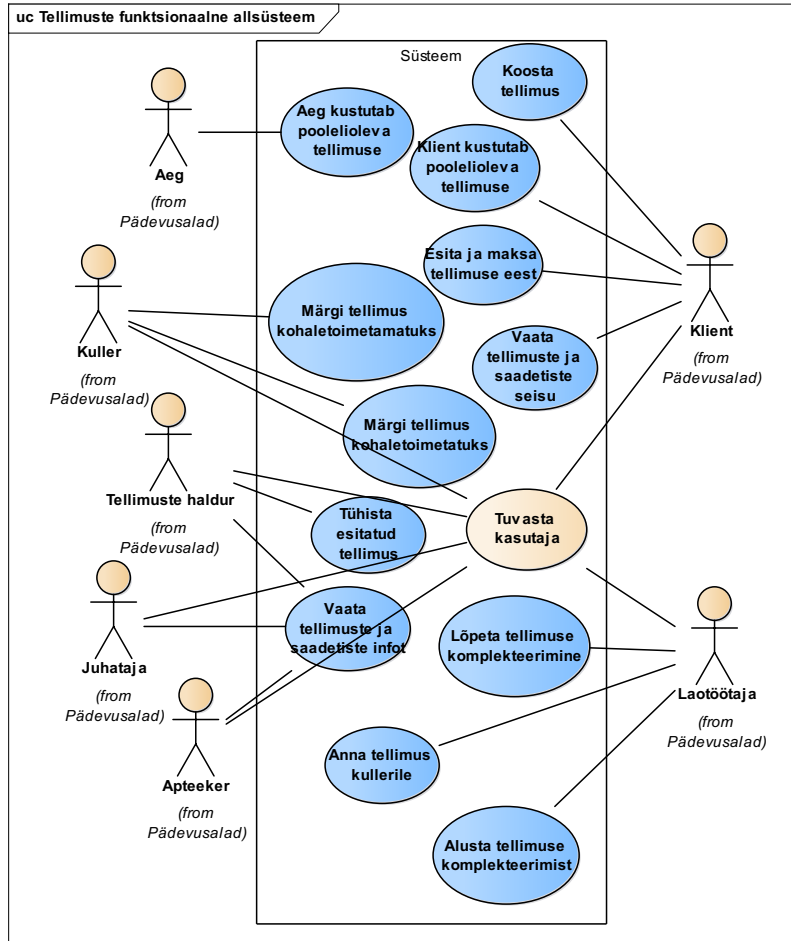 uc Tellimuste funktsionaalne allsüsteem
Süsteem
Koosta
tellimus
Aeg kustutab
pooleliolev a
tellimuse
Klient kustutab
pooleliolev a
tellimuse
Aeg
(from
Pädevusalad)
Esita ja maksa
tellimuse eest
Klient
(from
Pädevusalad)
Märgi tellimus
kohaletoimetamatuks
Kuller
(from
Pädevusalad)
Vaata
tellimuste ja
saadetiste
seisu
Märgi tellimus
kohaletoimetatuks
Tellimuste haldur
(from
Pädevusalad)
Tühista
esitatud
tellimus
Tuvasta
kasutaja
Vaata
tellimuste ja
saadetiste infot
Juhataja
(from
Pädevusalad)
Lõpeta tellimuse
komplekteerimine
Laotöötaja
(from
Pädevusalad)
Anna tellimus
kullerile
Apteeker
(from
Pädevusalad)
Alusta tellimuse
komplekteerimist